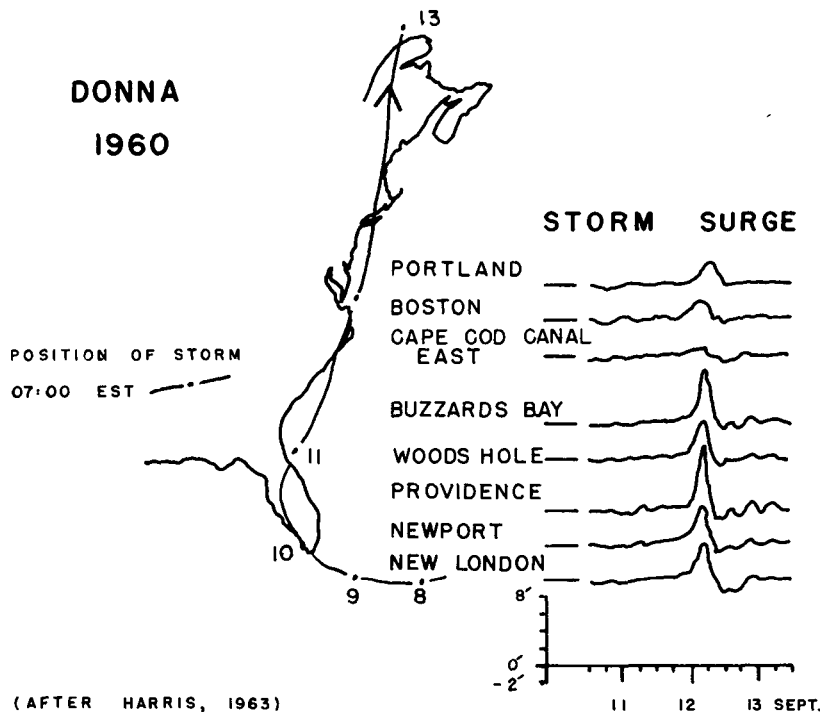 13
DONNA
1960
STORM SURGE
PORTLAND
BOSTON
CAPE COD CANAL
EAST
POSITION OF STORM
07:00 EST
BUZZARDS BAY
11
WOODS HOLE
PROVIDENCE
NEWPORT
10
NEW LONDON
9 8
8'
0'
-2'
11 12 13 SEPT.
(AFTER HARRIS, 1963)